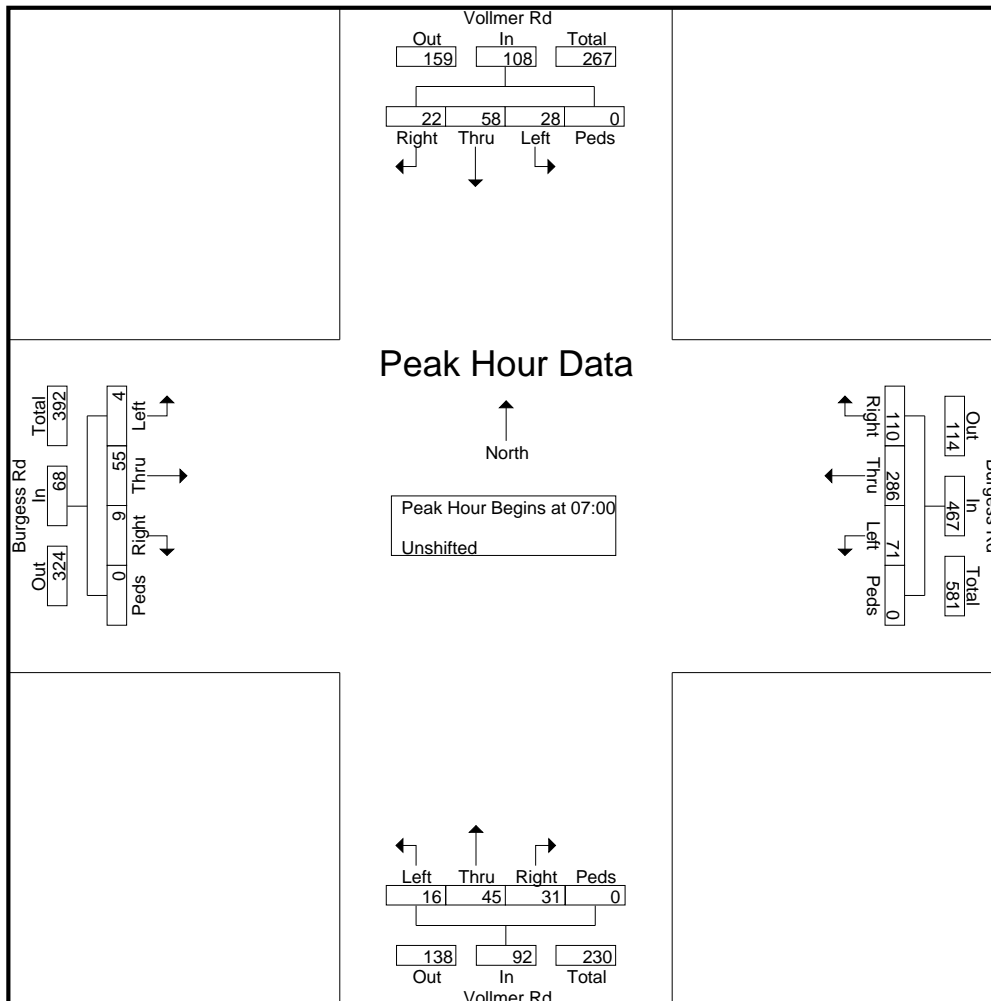 Vollmer Rd
Out In Total
159 108 267
22 58 28 0
Right Thru Left Peds
Peak Hour Data
North
Peak Hour Begins at 07:00
Unshifted
Burgess Rd
Total In Out
392 68 324
4 55 9 0
Left Thru Right Peds
Right Thru Left Peds
110 286 71 0
Out In Total
114 467 581
Burgess Rd
Left Thru Right Peds
16 45 31 0
138 92 230
Out In Total
Vollmer Rd